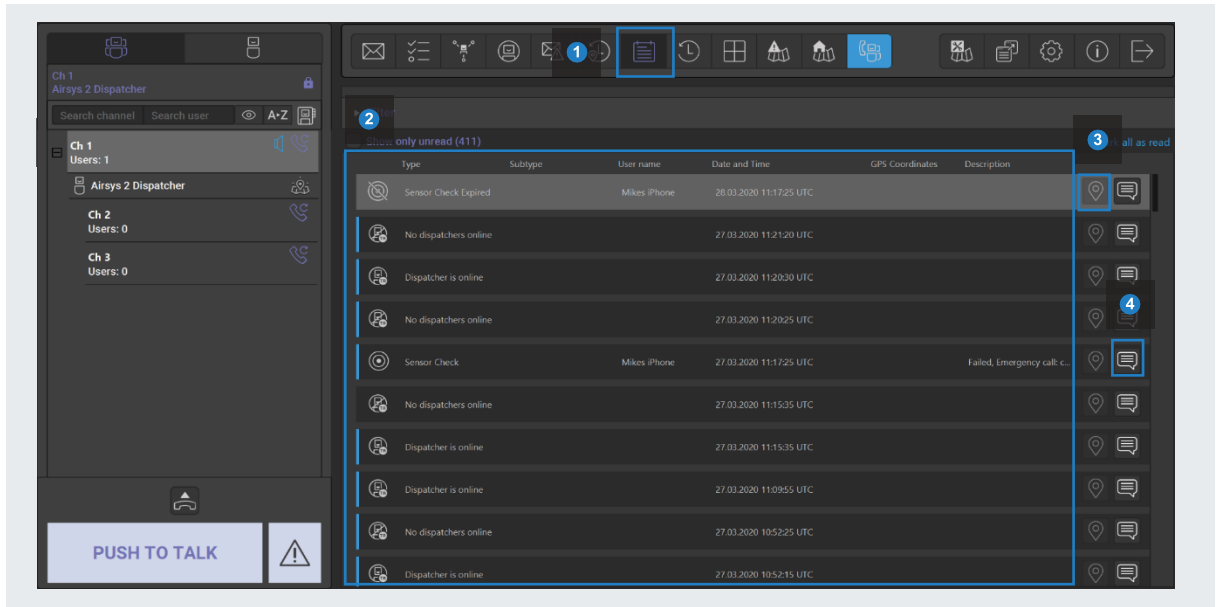 1
Ch 1
Airsys 2 Dispatcher
Search channel Search user A-Z
2
only unread (411)
3
all as read
Ch 1
Users: 1
Type Subtype User name Date and Time GPS Coordinates Description
Airsys 2 Dispatcher
Sensor Check Expired Mikes iPhone 28.03.2020 11:17:25 UTC
Ch 2
Users: 0
No dispatchers online 27.03.2020 11:21:20 UTC
Ch 3
Users: 0
Dispatcher is online 27.03.2020 11:20:30 UTC
4
No dispatchers online 27.03.2020 11:20:25 UTC
Sensor Check Mikes iPhone 27.03.2020 11:17:25 UTC Failed, Emergency call: c...
No dispatchers online 27.03.2020 11:15:35 UTC
Dispatcher is online 27.03.2020 11:15:35 UTC
Dispatcher is online 27.03.2020 11:09:55 UTC
No dispatchers online 27.03.2020 10:52:25 UTC
PUSH TO TALK
Dispatcher is online 27.03.2020 10:52:15 UTC